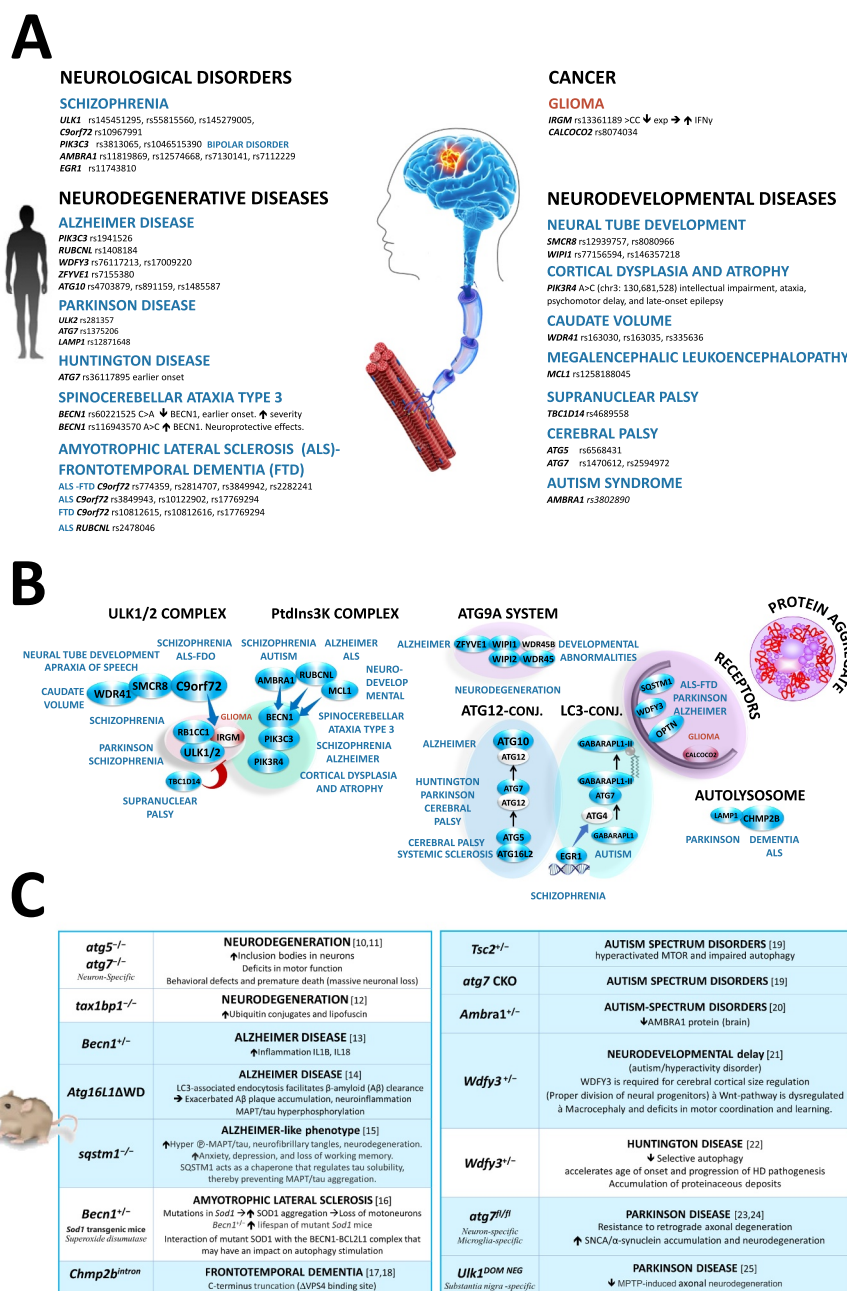 A
NEUROLOGICAL DISORDERS
SCHIZOPHRENIA
ULK1 rs145451295, rs55815560, rs145279005,
C9orf72 rs10967991
PIK3C3 rs3813065, rs1046515390 BIPOLAR DISORDER
AMBRA1 rs11819869, rs12574668, rs7130141, rs7112229
EGR1 rs11743810
NEURODEGENERATIVE DISEASES
ALZHEIMER DISEASE
PIK3C3 rs1941526
RUBCNL rs1408184
WDFY3 rs76117213, rs17009220
ZFYVE1 rs7155380
ATG10 rs4703879, rs891159, rs1485587
PARKINSON DISEASE
ULK2 rs281357
ATG7 rs1375206
LAMP1 rs12871648
HUNTINGTON DISEASE
ATG7 rs36117895 earlier onset
SPINOCEREBELLAR ATAXIA TYPE 3
BECN1 rs60221525 C>A 🡇 BECN1, earlier onset. 🡅 severity
BECN1 rs116943570 A>C 🡅 BECN1. Neuroprotective effects.
AMYOTROPHIC LATERAL SCLEROSIS (ALS)-
FRONTOTEMPORAL DEMENTIA (FTD)
ALS -FTD C9orf72 rs774359, rs2814707, rs3849942, rs2282241
ALS C9orf72 rs3849943, rs10122902, rs17769294
FTD C9orf72 rs10812615, rs10812616, rs17769294
ALS RUBCNL rs2478046
CANCER
GLIOMA
IRGM rs13361189 >CC 🡇 exp 🡆 🡅 IFNγ
CALCOCO2 rs8074034
NEURODEVELOPMENTAL DISEASES
NEURAL TUBE DEVELOPMENT
SMCR8 rs12939757, rs8080966
WIPI1 rs77156594, rs146357218
CORTICAL DYSPLASIA AND ATROPHY
PIK3R4 A>C (chr3: 130,681,528) intellectual impairment, ataxia,
psychomotor delay, and late-onset epilepsy
CAUDATE VOLUME
WDR41 rs163030, rs163035, rs335636
MEGALENCEPHALIC LEUKOENCEPHALOPATHY
MCL1 rs1258188045
SUPRANUCLEAR PALSY
TBC1D14 rs4689558
CEREBRAL PALSY
ATG5 rs6568431
ATG7 rs1470612, rs2594972
AUTISM SYNDROME
AMBRA1 rs3802890
B
ULK1/2 COMPLEX
NEURAL TUBE DEVELOPMENT
APRAXIA OF SPEECH
SCHIZOPHRENIA
ALS-FDO
CAUDATE
VOLUME
WDR41
SMCR8
C9orf72
SCHIZOPHRENIA
GLIOMA
RB1CC1
IRGM
PARKINSON
SCHIZOPHRENIA
ULK1/2
TBC1D14
SUPRANUCLEAR
PALSY
PtdIns3K COMPLEX
SCHIZOPHRENIA
AUTISM
ALZHEIMER
ALS
AMBRA1
RUBCNL
MCL1
NEURO-
DEVELOP
MENTAL
BECN1
PIK3C3
PIK3R4
SPINOCEREBELLAR
ATAXIA TYPE 3
SCHIZOPHRENIA
ALZHEIMER
CORTICAL DYSPLASIA
AND ATROPHY
ATG9A SYSTEM
ALZHEIMER
ZFYVE1
WIPI1
WDR45B
WIPI2
WDR45
DEVELOPMENTAL
ABNORMALITIES
NEURODEGENERATION
ATG12-CONJ.
ALZHEIMER
ATG10
ATG12
HUNTINGTON
PARKINSON
CEREBRAL
PALSY
ATG7
ATG12
CEREBRAL PALSY
SYSTEMIC SCLEROSIS
ATG5
ATG16L2
LC3-CONJ.
GABARAPL1-II
GABARAPL1-II
ATG7
ATG4
GABARAPL1
EGR1
AUTISM
SCHIZOPHRENIA
RECEPTORS
SQSTM1
WDFY3
OPTN
ALS-FTD
PARKINSON
ALZHEIMER
GLIOMA
CALCOCO2
PROTEIN AGGREGATE
AUTOLYSOSOME
LAMP1
CHMP2B
PARKINSON
DEMENTIA
ALS
C
atg5−/−
atg7−/−
Neuron-Specific
NEURODEGENERATION [10,11]
🡅Inclusion bodies in neurons
Deficits in motor function
Behavioral defects and premature death (massive neuronal loss)
tax1bp1−/−
NEURODEGENERATION [12]
🡅Ubiquitin conjugates and lipofuscin
Becn1+/−
ALZHEIMER DISEASE [13]
🡅Inflammation IL1B, IL18
Atg16L1ΔWD
ALZHEIMER DISEASE [14]
LC3-associated endocytosis facilitates β-amyloid (Aβ) clearance
🡆 Exacerbated Aβ plaque accumulation, neuroinflammation
MAPT/tau hyperphosphorylation
sqstm1−/−
ALZHEIMER-like phenotype [15]
🡅Hyper Ⓟ-MAPT/tau, neurofibrillary tangles, neurodegeneration.
🡅Anxiety, depression, and loss of working memory.
SQSTM1 acts as a chaperone that regulates tau solubility,
thereby preventing MAPT/tau aggregation.
Becn1+/−
Sod1 transgenic mice
Superoxide disumutase
AMYOTROPHIC LATERAL SCLEROSIS [16]
Mutations in Sod1 🡆🡅 SOD1 aggregation 🡆Loss of motoneurons
Becn1+/− 🡅 lifespan of mutant Sod1 mice
Interaction of mutant SOD1 with the BECN1-BCL2L1 complex that
may have an impact on autophagy stimulation
Chmp2bintron
FRONTOTEMPORAL DEMENTIA [17,18]
C-terminus truncation (ΔVPS4 binding site)
Tsc2+/−
AUTISM SPECTRUM DISORDERS [19]
hyperactivated MTOR and impaired autophagy
atg7 CKO
AUTISM SPECTRUM DISORDERS [19]
Ambra1+/−
AUTISM-SPECTRUM DISORDERS [20]
🡇AMBRA1 protein (brain)
Wdfy3+/−
NEURODEVELOPMENTAL delay [21]
(autism/hyperactivity disorder)
WDFY3 is required for cerebral cortical size regulation
(Proper division of neural progenitors) à Wnt-pathway is dysregulated
à Macrocephaly and deficits in motor coordination and learning.
Wdfy3+/−
HUNTINGTON DISEASE [22]
🡇 Selective autophagy
accelerates age of onset and progression of HD pathogenesis
Accumulation of proteinaceous deposits
atg7fl/fl
Neuron-specific
Microglia-specific
PARKINSON DISEASE [23,24]
Resistance to retrograde axonal degeneration
🡅 SNCA/α-synuclein accumulation and neurodegeneration
Ulk1DOM NEG
Substantia nigra -specific
PARKINSON DISEASE [25]
🡇 MPTP-induced axonal neurodegeneration